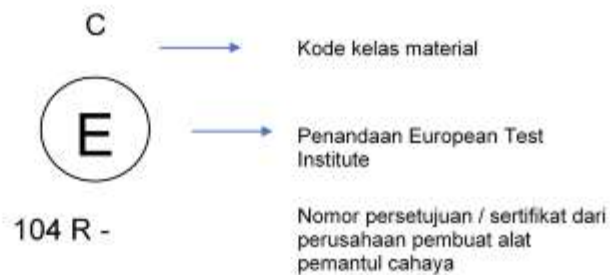 C
Kode kelas material
E
Penandaan European Test
Institute
104 R -
Nomor persetujuan / sertifikat dari
perusahaan pembuat alat
pemantul cahaya